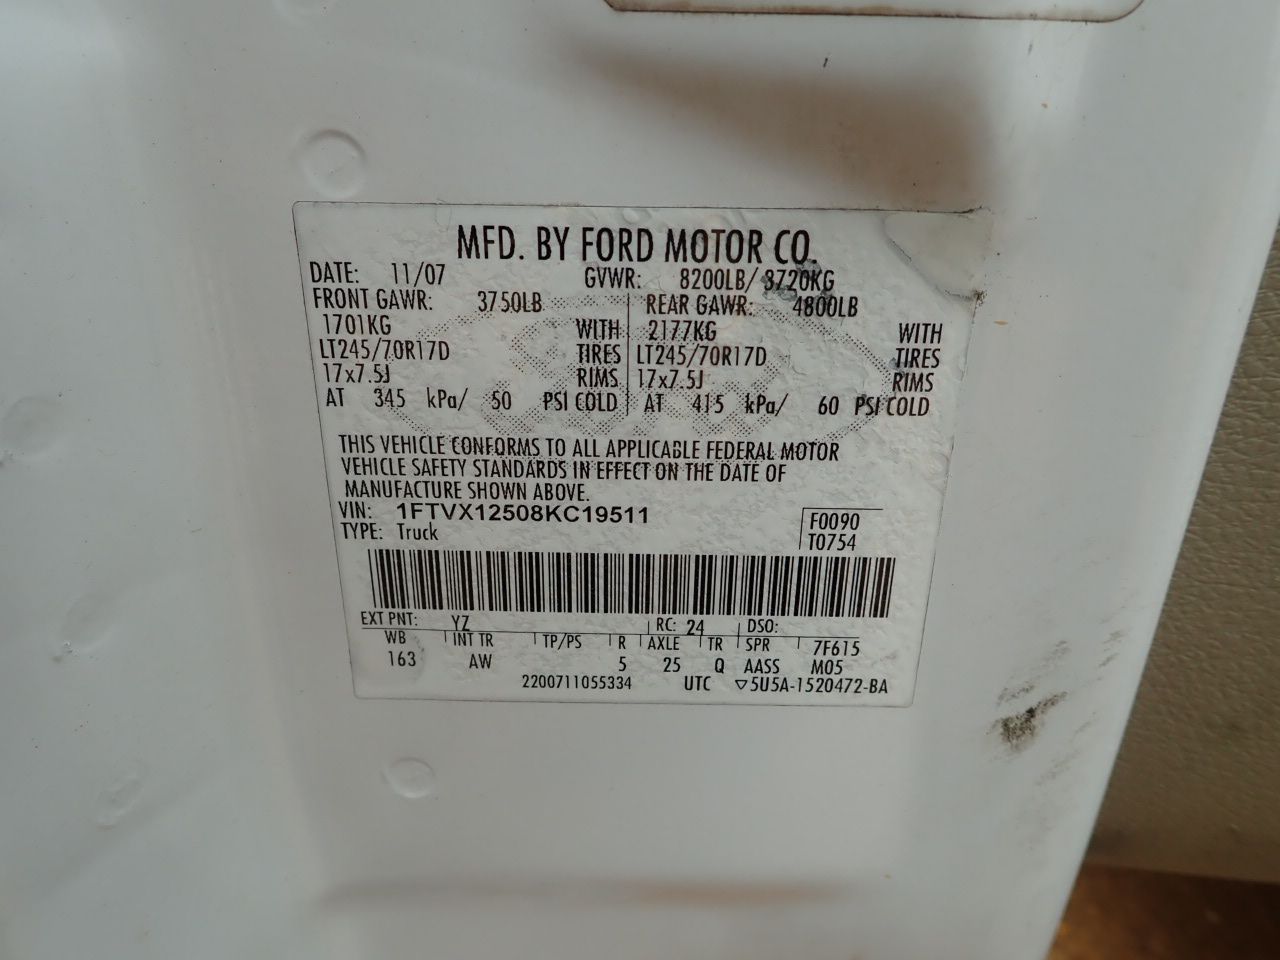 MFD. BY FORD MOTOR CO.
DATE: 11/07 GVWR: 8200LB/ 3720KG
FRONT GAWR: 3750LB REAR GAWR: 4800LB
1701KG WITH 2177KG WITH
LT245/70R17D TIRES LT245/70R17D TIRES
17x7.5J RIMS 17x7.5J RIMS
AT 345 kPa/ 50 PSI COLD AT 415 kPa/ 60 PSI COLD
THIS VEHICLE CONFORMS TO ALL APPLICABLE FEDERAL MOTOR
VEHICLE SAFETY STANDARDS IN EFFECT ON THE DATE OF
MANUFACTURE SHOWN ABOVE.
VIN: 1FTVX12508KC19511 F0090
TYPE: Truck T0754
EXT PNT: YZ RC: 24 DSO:
WB INT TR TP/PS R AXLE TR SPR 7F615
163 AW 5 25 Q AASS M05
2200711055334 UTC ▽5U5A-1520472-BA